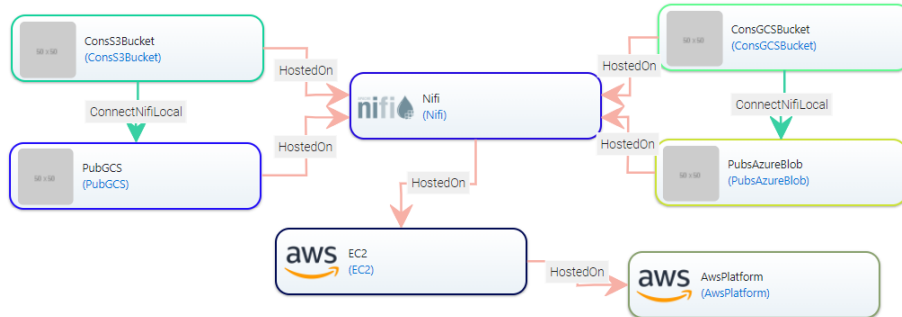 ConsS3Bucket
(ConsS3Bucket)
HostedOn
ConnectNifiLocal
PubGCS
(PubGCS)
HostedOn
nifi
Nifi
(Nifi)
ConsGCSBucket
(ConsGCSBucket)
HostedOn
ConnectNifiLocal
PubsAzureBlob
(PubsAzureBlob)
HostedOn
HostedOn
aws
EC2
(EC2)
HostedOn
aws
AwsPlatform
(AwsPlatform)
50 x 50
50 x 50
50 x 50
50 x 50